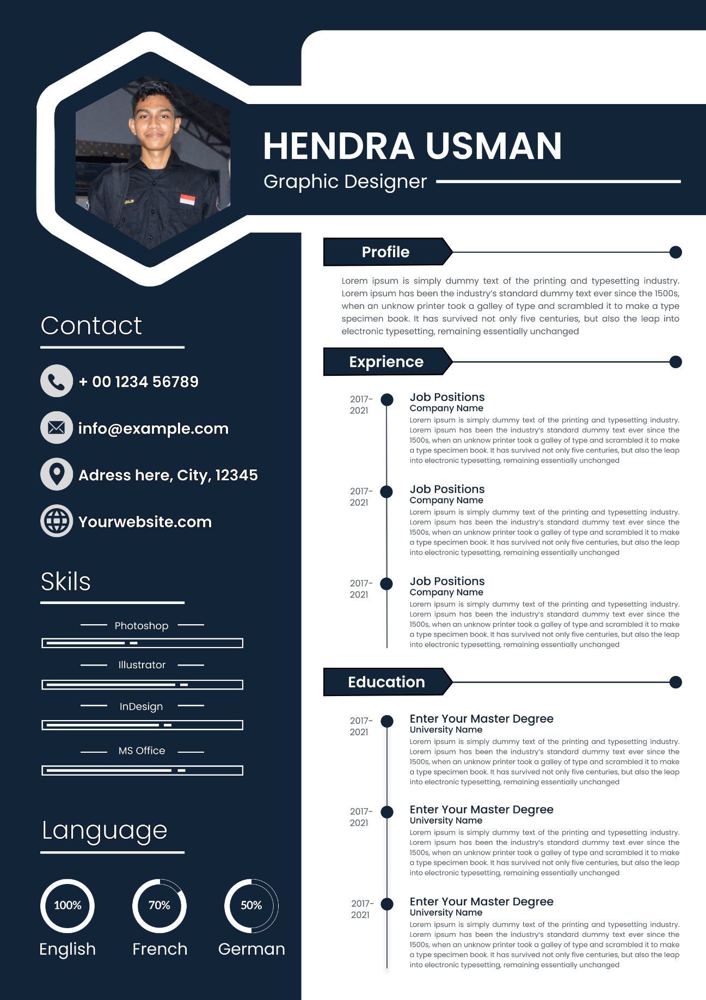 HENDRA USMAN
Graphic Designer
Contact
+ 00 1234 56789
info@example.com
Adress here, City, 12345
Yourwebsite.com
Skils
Photoshop
Illustrator
InDesign
MS Office
Language
100%
70%
50%
English
French
German
Profile
Lorem ipsum is simply dummy text of the printing and typesetting industry.
Lorem ipsum has been the industry’s standard dummy text ever since the 1500s,
when an unknow printer took a galley of type and scrambled it to make a type
specimen book. It has survived not only five centuries, but also the leap into
electronic typesetting, remaining essentially unchanged
Exprience
2017-
2021
Job Positions
Company Name
Lorem ipsum is simply dummy text of the printing and typesetting industry.
Lorem ipsum has been the industry’s standard dummy text ever since the
1500s, when an unknow printer took a galley of type and scrambled it to make
a type specimen book. It has survived not only five centuries, but also the leap
into electronic typesetting, remaining essentially unchanged
2017-
2021
Job Positions
Company Name
Lorem ipsum is simply dummy text of the printing and typesetting industry.
Lorem ipsum has been the industry’s standard dummy text ever since the
1500s, when an unknow printer took a galley of type and scrambled it to make
a type specimen book. It has survived not only five centuries, but also the leap
into electronic typesetting, remaining essentially unchanged
2017-
2021
Job Positions
Company Name
Lorem ipsum is simply dummy text of the printing and typesetting industry.
Lorem ipsum has been the industry’s standard dummy text ever since the
1500s, when an unknow printer took a galley of type and scrambled it to make
a type specimen book. It has survived not only five centuries, but also the leap
into electronic typesetting, remaining essentially unchanged
Education
2017-
2021
Enter Your Master Degree
University Name
Lorem ipsum is simply dummy text of the printing and typesetting industry.
Lorem ipsum has been the industry’s standard dummy text ever since the
1500s, when an unknow printer took a galley of type and scrambled it to make
a type specimen book. It has survived not only five centuries, but also the leap
into electronic typesetting, remaining essentially unchanged
2017-
2021
Enter Your Master Degree
University Name
Lorem ipsum is simply dummy text of the printing and typesetting industry.
Lorem ipsum has been the industry’s standard dummy text ever since the
1500s, when an unknow printer took a galley of type and scrambled it to make
a type specimen book. It has survived not only five centuries, but also the leap
into electronic typesetting, remaining essentially unchanged
2017-
2021
Enter Your Master Degree
University Name
Lorem ipsum is simply dummy text of the printing and typesetting industry.
Lorem ipsum has been the industry’s standard dummy text ever since the
1500s, when an unknow printer took a galley of type and scrambled it to make
a type specimen book. It has survived not only five centuries, but also the leap
into electronic typesetting, remaining essentially unchanged